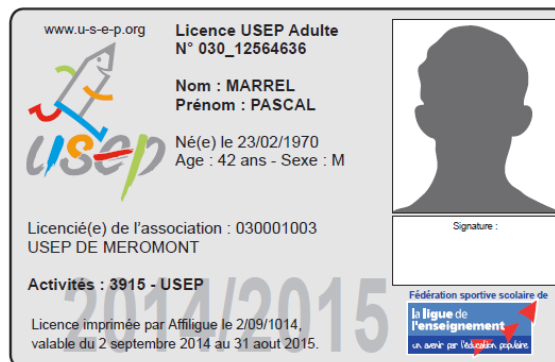 www.u-s-e-p.org
Licence USEP Adulte
N° 030_12564636
Nom : MARREL
Prénom : PASCAL
usep
Né(e) le 23/02/1970
Age : 42 ans - Sexe : M
Licencié(e) de l'association : 030001003
USEP DE MEROMONT
Signature :
Activités : 3915 - USEP
2014/2015
Licence imprimée par Affiligue le 2/09/1014,
valable du 2 septembre 2014 au 31 aout 2015.
Fédération sportive scolaire de
la ligue de
l'enseignement
un avenir par l'éducation populaire